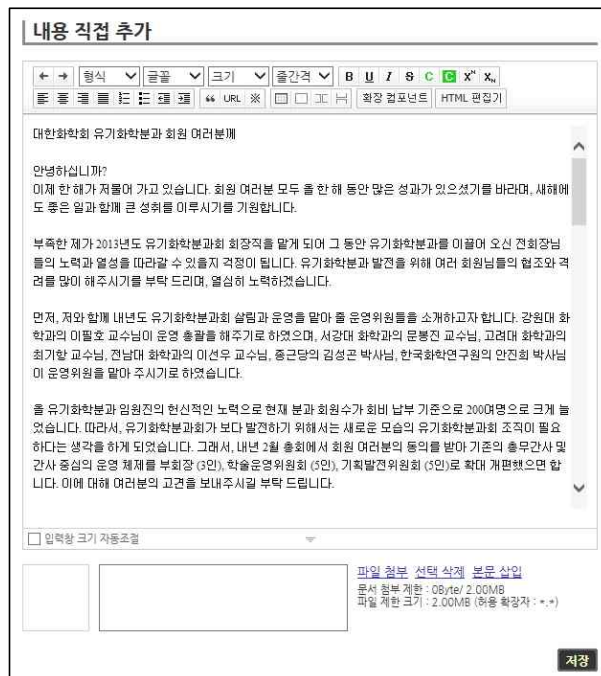 내용 직접 추가
← → 형식 글꼴 크기 줄간격 B U I S C C Xᴺ Xɴ
“ URL ※ 확장 컴포넌트 HTML 편집기
대한화학회 유기화학분과 회원 여러분께
안녕하십니까?
이제 한 해가 저물어 가고 있습니다. 회원 여러분 모두 올 한 해 동안 많은 성과가 있으셨기를 바라며, 새해에
도 좋은 일과 함께 큰 성취를 이루시기를 기원합니다.
부족한 제가 2013년도 유기화학분과회 회장직을 맡게 되어 그 동안 유기화학분과를 이끌어 오신 전회장님
들의 노력과 열성을 따라갈 수 있을지 걱정이 됩니다. 유기화학분과 발전을 위해 여러 회원님들의 협조와 격
려를 많이 해주시기를 부탁 드리며, 열심히 노력하겠습니다.
먼저, 저와 함께 내년도 유기화학분과회 살림과 운영을 맡아 줄 운영위원들을 소개하고자 합니다. 강원대 화
학과의 이필호 교수님이 운영 총괄을 해주기로 하였으며, 서강대 화학과의 문봉진 교수님, 고려대 화학과의
최기항 교수님, 전남대 화학과의 이선우 교수님, 종근당의 김성곤 박사님, 한국화학연구원의 안진희 박사님
이 운영위원을 맡아 주시기로 하였습니다.
올 유기화학분과 임원진의 헌신적인 노력으로 현재 분과 회원수가 회비 납부 기준으로 200여명으로 크게 늘
었습니다. 따라서, 유기화학분과회가 보다 발전하기 위해서는 새로운 모습의 유기화학분과회 조직이 필요
하다는 생각을 하게 되었습니다. 그래서, 내년 2월 총회에서 회원 여러분의 동의를 받아 기존의 총무간사 및
간사 중심의 운영 체제를 부회장 (3인), 학술운영위원회 (5인), 기획발전위원회 (5인)로 확대 개편했으면 합
니다. 이에 대해 여러분의 고견을 보내주시길 부탁 드립니다.
입력창 크기 자동조절
파일 첨부 선택 삭제 본문 삽입
문서 첨부 제한 : 0Byte/ 2.00MB
파일 제한 크기 : 2.00MB (허용 확장자 : *.*)
저장